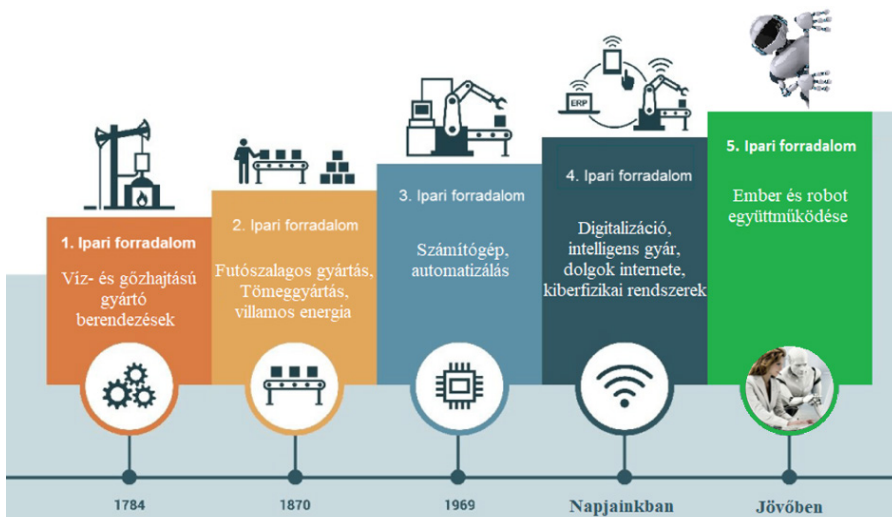 ERP
1. Ipari forradalom
Víz- és gőzhajtású
gyártó
berendezések
2. Ipari forradalom
Futószalagos gyártás,
Tömeggyártás,
villamos energia
3. Ipari forradalom
Számítógép,
automatizálás
4. Ipari forradalom
Digitalizáció,
intelligens gyár,
dolgok internete,
kiberfizikai rendszerek
5. Ipari forradalom
Ember és robot
együttműködése
1784
1870
1969
Napjainkban
Jövőben